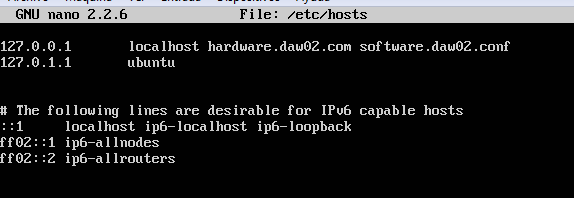 GNU nano 2.2.6 File: /etc/hosts
127.0.0.1 localhost hardware.daw02.com software.daw02.conf
127.0.1.1 ubuntu
# The following lines are desirable for IPv6 capable hosts
::1 localhost ip6-localhost ip6-loopback
ff02::1 ip6-allnodes
ff02::2 ip6-allrouters